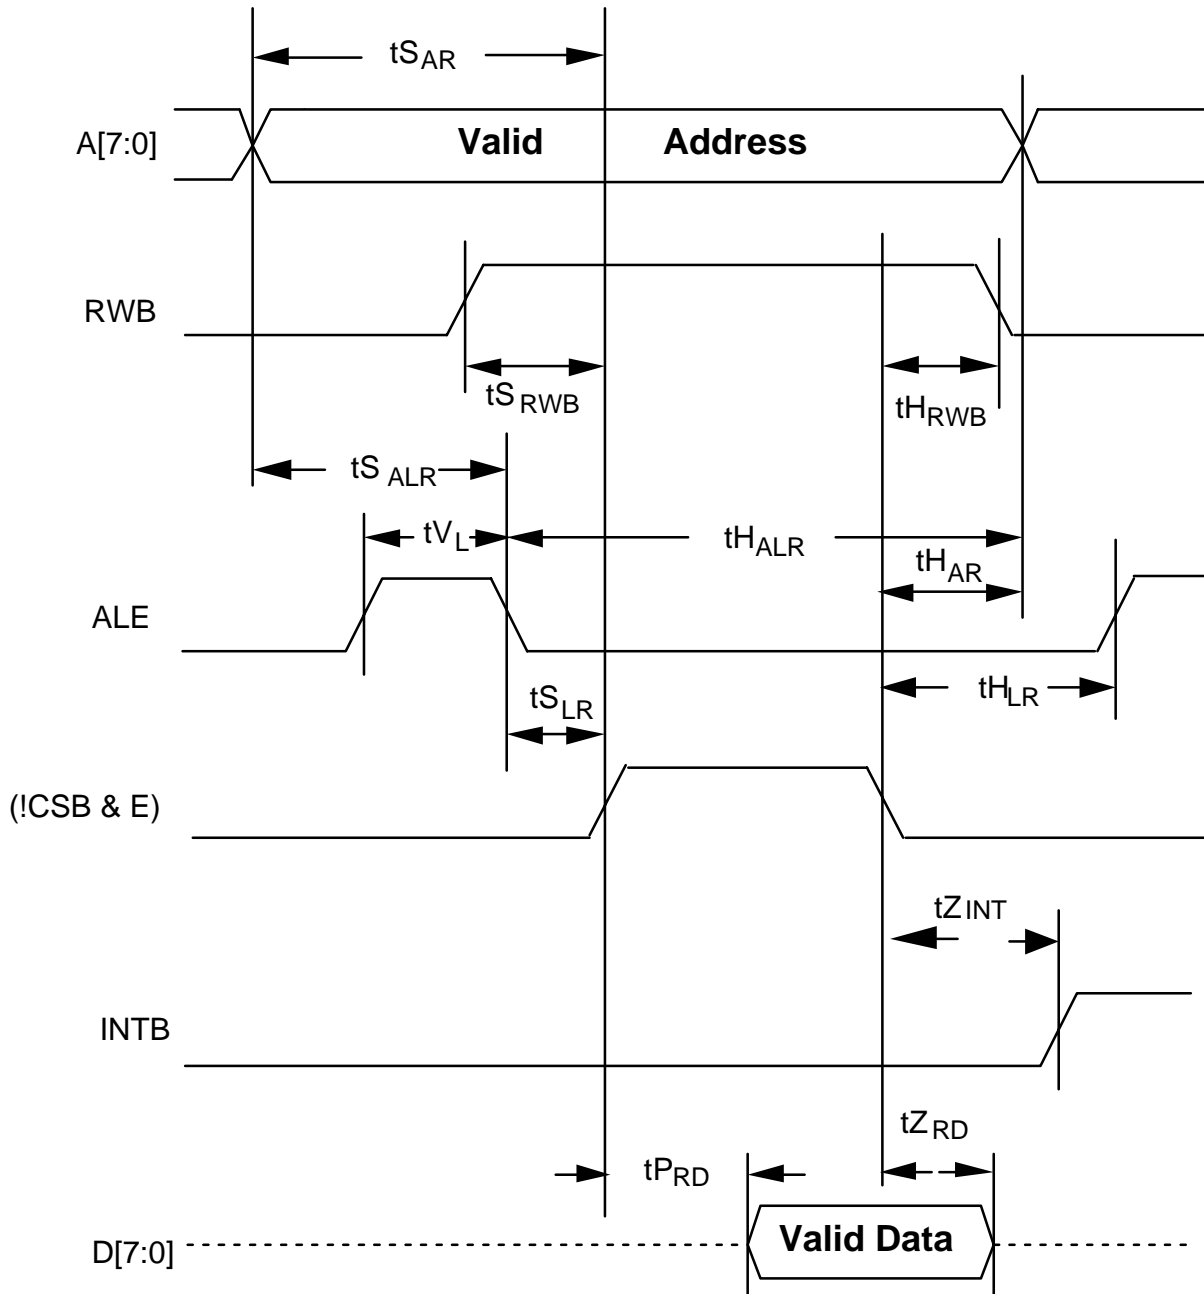 tSAR
A[7:0]
Valid Address
RWB
tSRWB
tHRWB
tSALR
tVL
tHALR
tHAR
ALE
tSLR
tHLR
(!CSB & E)
tZINT
INTB
tZRD
tPRD
D[7:0]
Valid Data